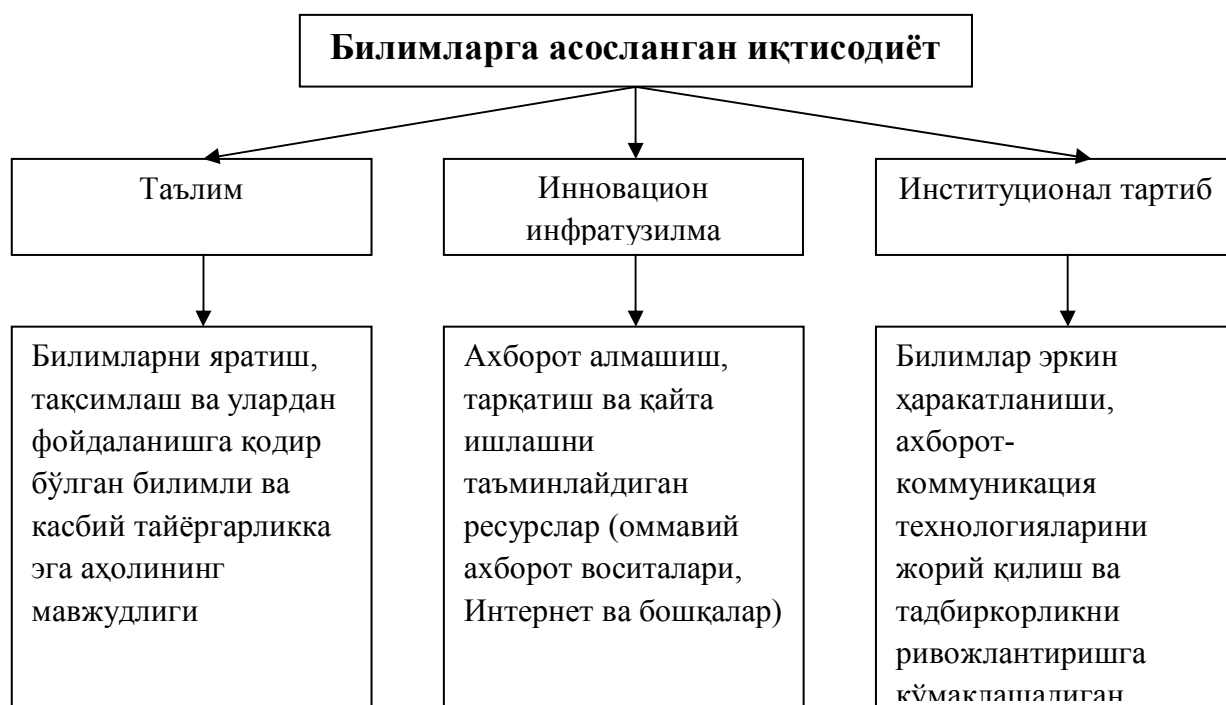 Билимларга асосланган иқтисодиёт
Таълим
Инновацион
инфратузилма
Институционал тартиб
Билимларни яратиш,
тақсимлаш ва улардан
фойдаланишга қодир
бўлган билимли ва
касбий тайёргарликка
эга аҳолининг
мавжудлиги
Ахборот алмашиш,
тарқатиш ва қайта
ишлашни
таъминлайдиган
ресурслар (оммавий
ахборот воситалари,
Интернет ва бошқалар)
Билимлар эркин
ҳаракатланиши,
ахборот-
коммуникация
технологияларини
жорий қилиш ва
тадбиркорликни
ривожлантиришга
кўмаклашадиган